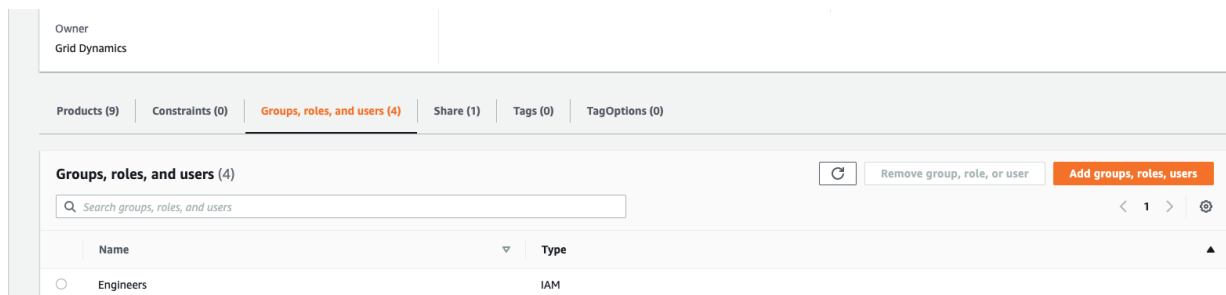 Owner
Grid Dynamics
Products (9) Constraints (0) Groups, roles, and users (4) Share (1) Tags (0) TagOptions (0)
Groups, roles, and users (4) Remove group, role, or user Add groups, roles, users
Search groups, roles, and users 1
Name Type
Engineers IAM